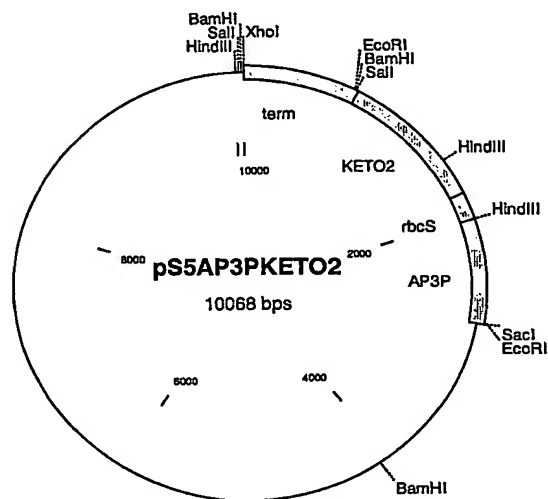 BamHI
SalI XhoI
HindIII
EcoRI
BamHI
SalI
term
HindIII
10000
KETO2
HindIII
rbcS
2000
8000
pS5AP3PKETO2
AP3P
10068 bps
SacI
EcoRI
6000
4000
BamHI